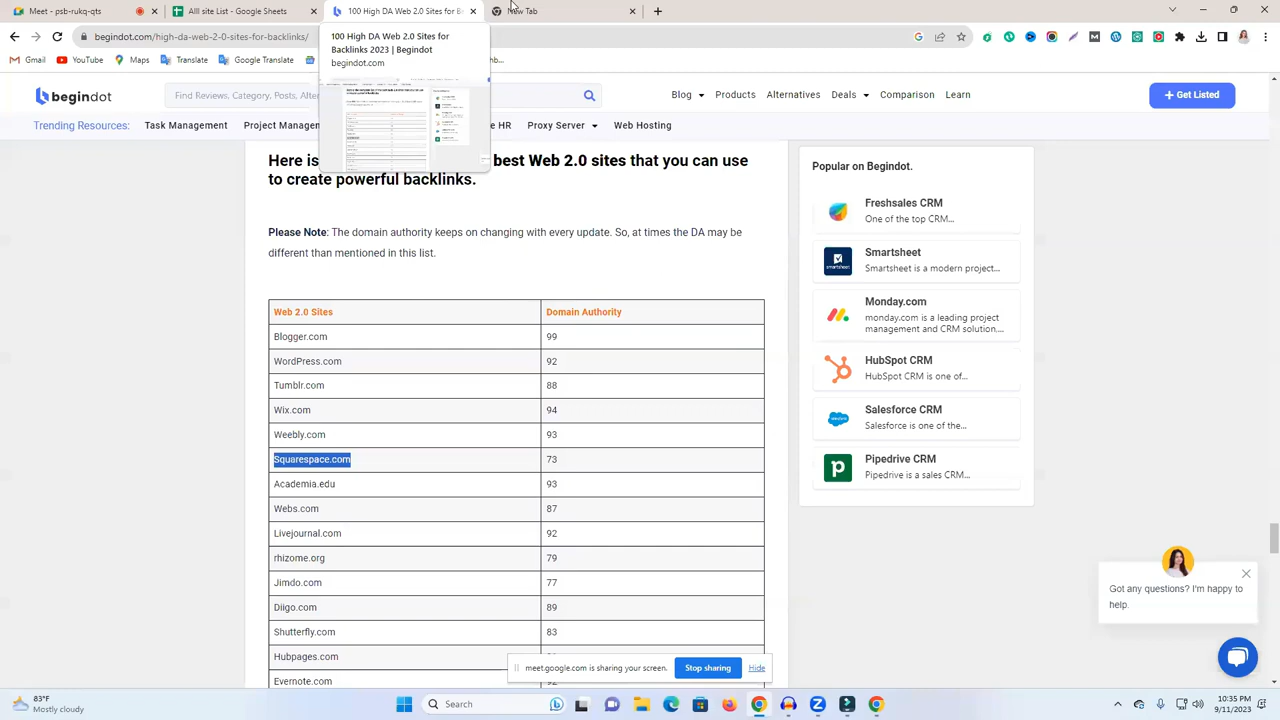 Meet - psb-rukq-qts
Alll site List - Google Sheets
100 High DA Web 2.0 Sites for B
New Tab
begindot.com/high-da-web-2-0-sites-for-backlinks/
Gmail
YouTube
Maps
Translate
Google Translate
100 High DA Web 2.0 Sites for
Backlinks 2023 | Begindot
begindot.com
begindot
Find Reviews, Category, Posts, Alter
Blog
Products
Alternatives
Deals
Comparison
Learn
+ Get Listed
Trending Resources:
Task Management
Web Hosting
Here is
best Web 2.0 sites that you can use
to create powerful backlinks.
Please Note: The domain authority keeps on changing with every update. So, at times the DA may be
different than mentioned in this list.
Web 2.0 Sites Domain Authority
Blogger.com 99
WordPress.com 92
Tumblr.com 88
Wix.com 94
Weebly.com 93
Squarespace.com 73
Academia.edu 93
Webs.com 87
Livejournal.com 92
rhizome.org 79
Jimdo.com 77
Diigo.com 89
Shutterfly.com 83
Hubpages.com
Evernote.com
Popular on Begindot.
Freshsales CRM
One of the top CRM...
Smartsheet
Smartsheet is a modern project...
Monday.com
monday.com is a leading project
management and CRM solution....
HubSpot CRM
HubSpot CRM is one of...
Salesforce CRM
Salesforce is one of the...
Pipedrive CRM
Pipedrive is a sales CRM...
Got any questions? I'm happy to
help.
meet.google.com is sharing your screen.
Stop sharing
Hide
83°F
Mostly cloudy
Search
10:35 PM
9/11/2023